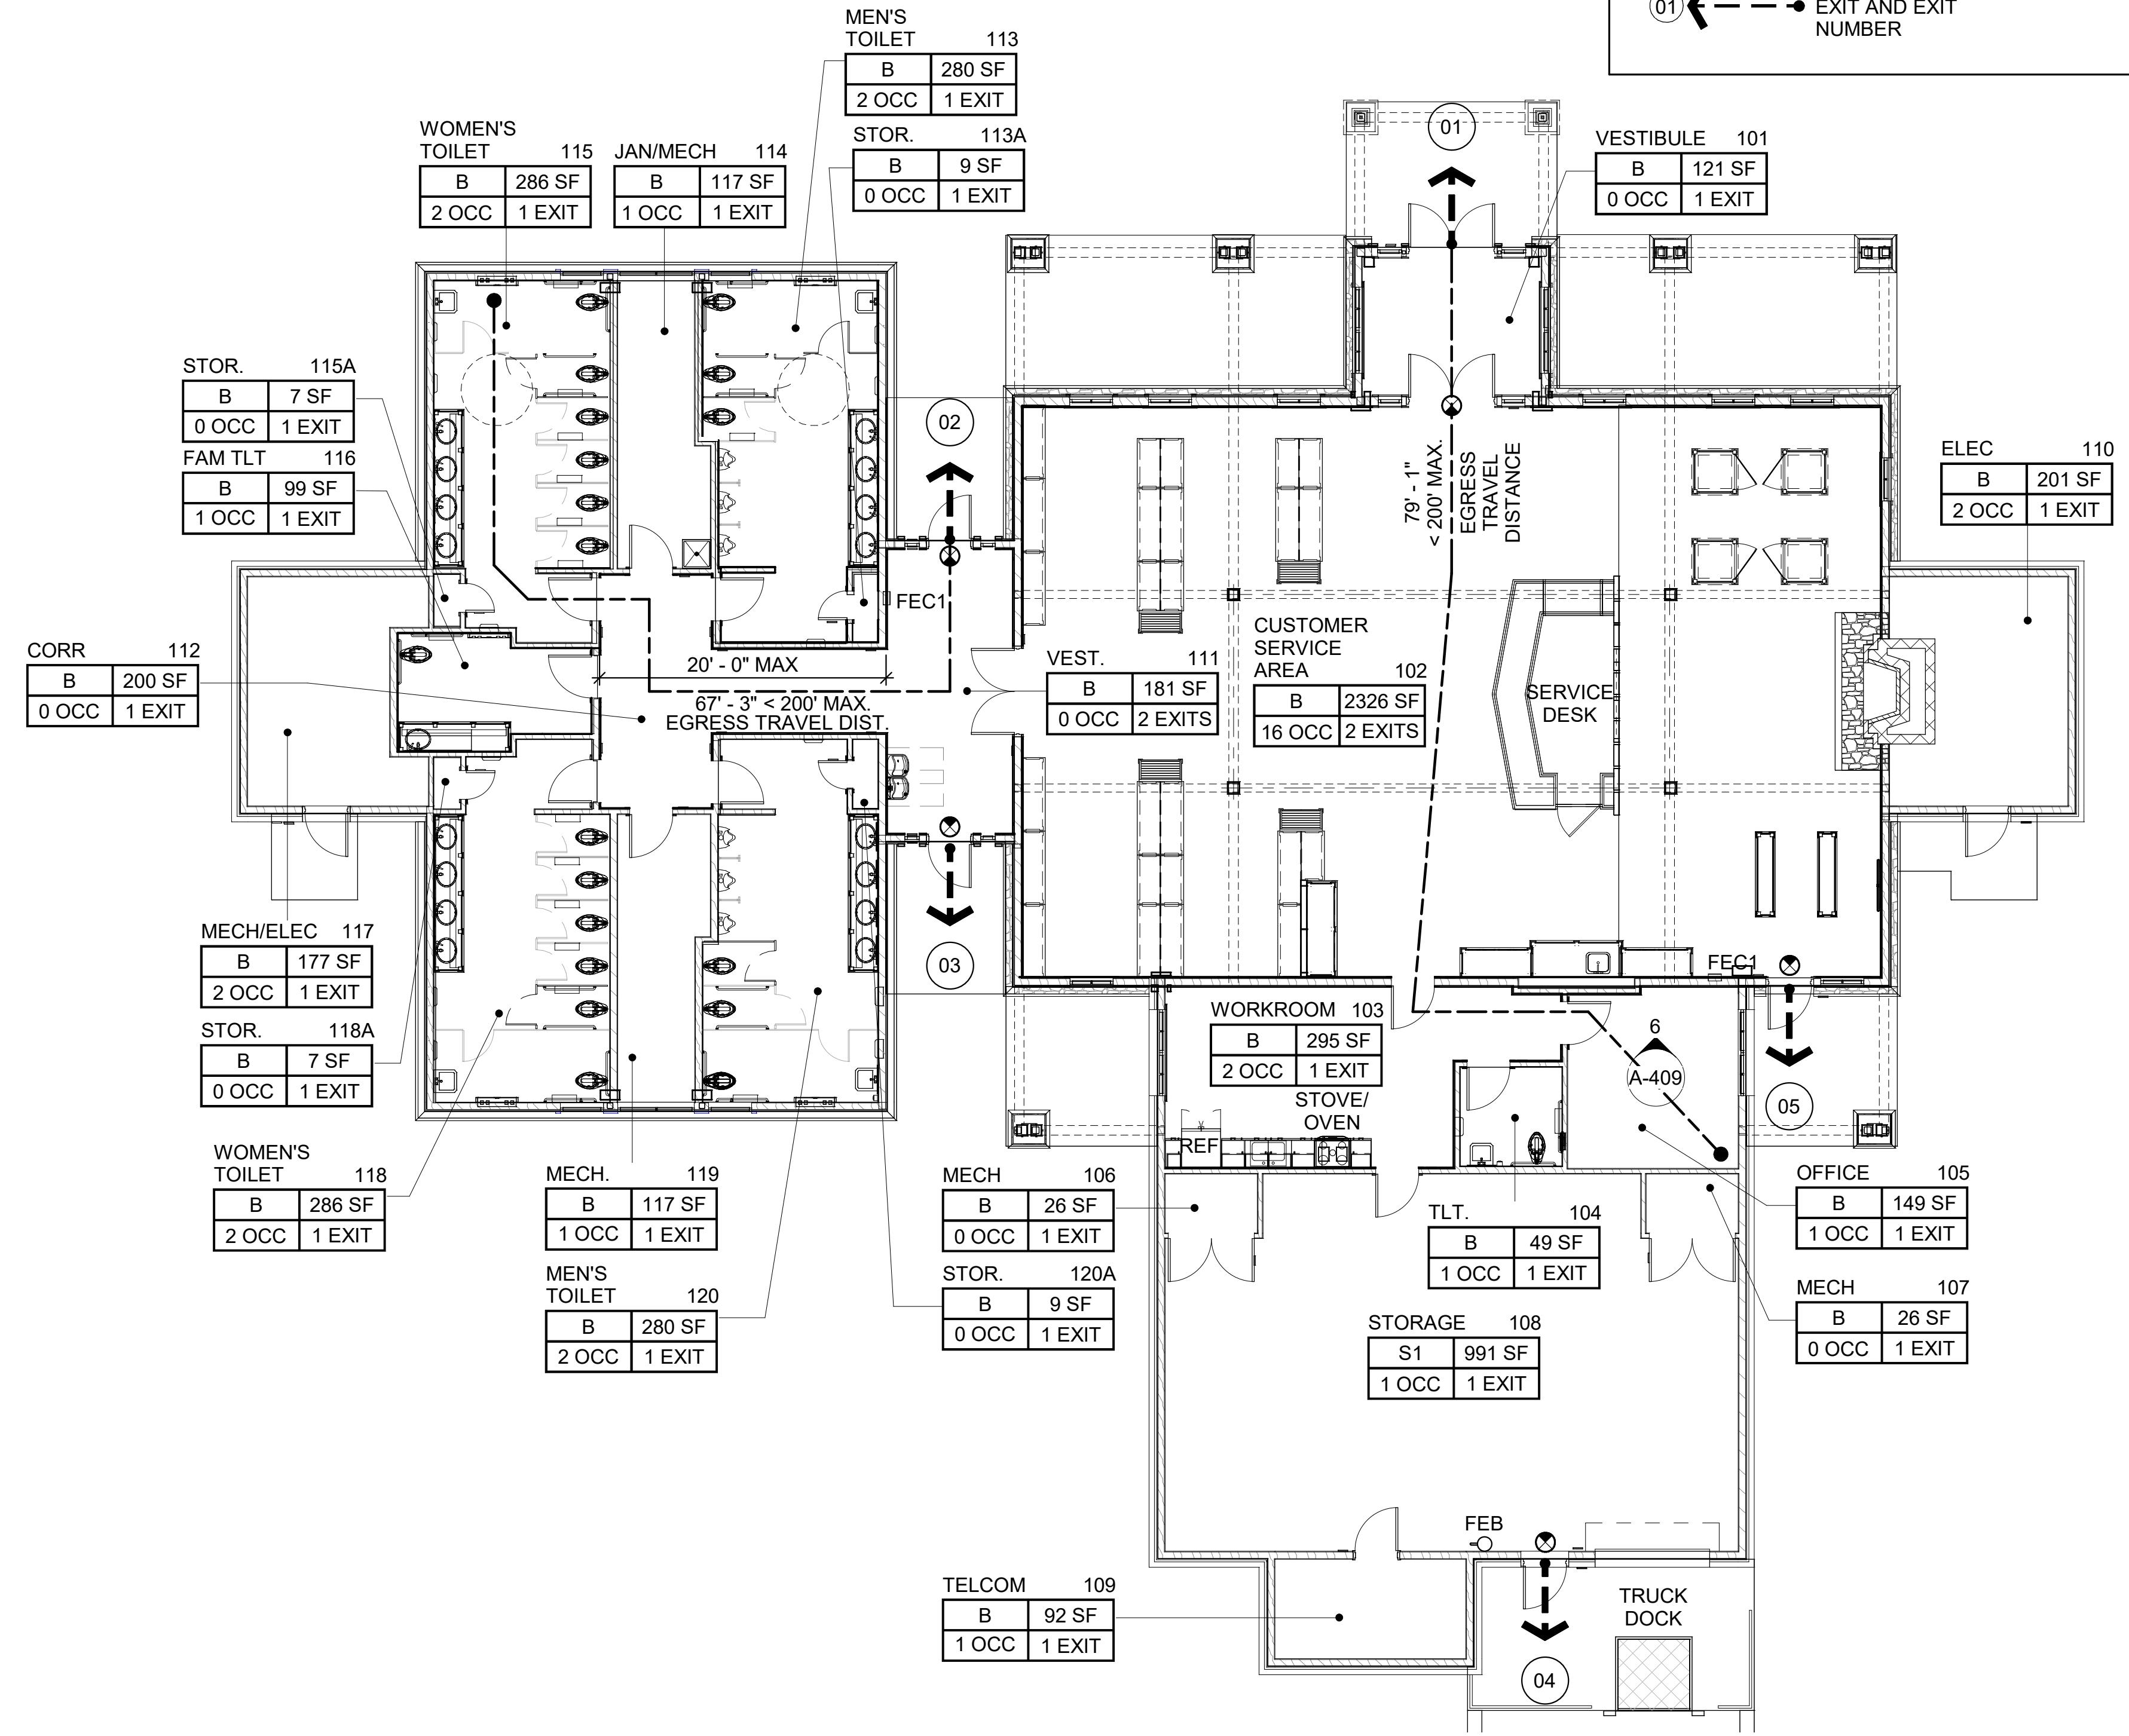 01
EXIT AND EXIT
NUMBER
MEN'S
TOILET 113
B 280 SF
2 OCC 1 EXIT
STOR. 113A
B 9 SF
0 OCC 1 EXIT
WOMEN'S
TOILET 115
B 286 SF
2 OCC 1 EXIT
JAN/MECH 114
B 117 SF
1 OCC 1 EXIT
01
VESTIBULE 101
B 121 SF
0 OCC 1 EXIT
STOR. 115A
B 7 SF
0 OCC 1 EXIT
FAM TLT 116
B 99 SF
1 OCC 1 EXIT
02
79' - 1"
< 200' MAX.
EGRESS
TRAVEL
DISTANCE
ELEC 110
B 201 SF
2 OCC 1 EXIT
FEC1
CORR 112
B 200 SF
0 OCC 1 EXIT
20' - 0" MAX
67' - 3" < 200' MAX.
EGRESS TRAVEL DIST.
VEST. 111
B 181 SF
0 OCC 2 EXITS
CUSTOMER
SERVICE
AREA 102
B 2326 SF
16 OCC 2 EXITS
SERVICE
DESK
MECH/ELEC 117
B 177 SF
2 OCC 1 EXIT
STOR. 118A
B 7 SF
0 OCC 1 EXIT
03
FEC1
WORKROOM 103
B 295 SF
2 OCC 1 EXIT
STOVE/
OVEN
REF
6
A-409
05
WOMEN'S
TOILET 118
B 286 SF
2 OCC 1 EXIT
MECH. 119
B 117 SF
1 OCC 1 EXIT
MEN'S
TOILET 120
B 280 SF
2 OCC 1 EXIT
MECH 106
B 26 SF
0 OCC 1 EXIT
STOR. 120A
B 9 SF
0 OCC 1 EXIT
TLT. 104
B 49 SF
1 OCC 1 EXIT
OFFICE 105
B 149 SF
1 OCC 1 EXIT
MECH 107
B 26 SF
0 OCC 1 EXIT
STORAGE 108
S1 991 SF
1 OCC 1 EXIT
FEB
TELCOM 109
B 92 SF
1 OCC 1 EXIT
TRUCK
DOCK
04